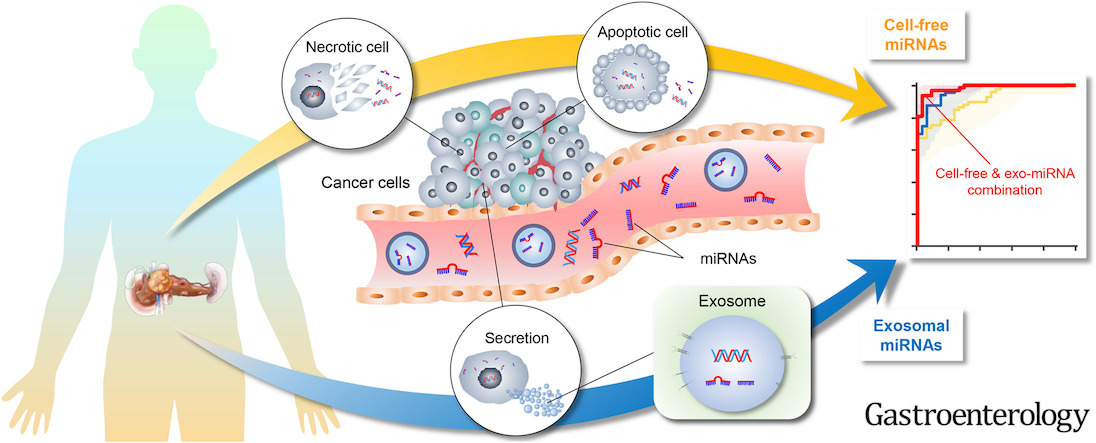 Necrotic cell
Apoptotic cell
Cell-free
miRNAs
Cancer cells
Cell-free & exo-miRNA
combination
miRNAs
Exosome
Secretion
Exosomal
miRNAs
Gastroenterology